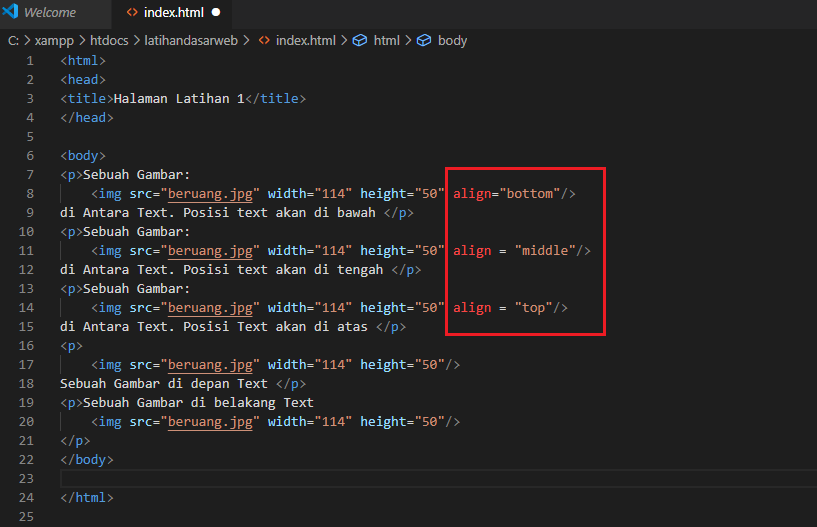 Welcome index.html
C: > xampp > htdocs > latihandasarweb > index.html > html > body
1 <html>
2 <head>
3 <title>Halaman Latihan 1</title>
4 </head>
5
6 <body>
7 <p>Sebuah Gambar:
8 <img src="beruang.jpg" width="114" height="50" align="bottom"/>
9 di Antara Text. Posisi text akan di bawah </p>
10 <p>Sebuah Gambar:
11 <img src="beruang.jpg" width="114" height="50" align = "middle"/>
12 di Antara Text. Posisi text akan di tengah </p>
13 <p>Sebuah Gambar:
14 <img src="beruang.jpg" width="114" height="50" align = "top"/>
15 di Antara Text. Posisi Text akan di atas </p>
16 <p>
17 <img src="beruang.jpg" width="114" height="50"/>
18 Sebuah Gambar di depan Text </p>
19 <p>Sebuah Gambar di belakang Text
20 <img src="beruang.jpg" width="114" height="50"/>
21 </p>
22 </body>
23
24 </html>
25